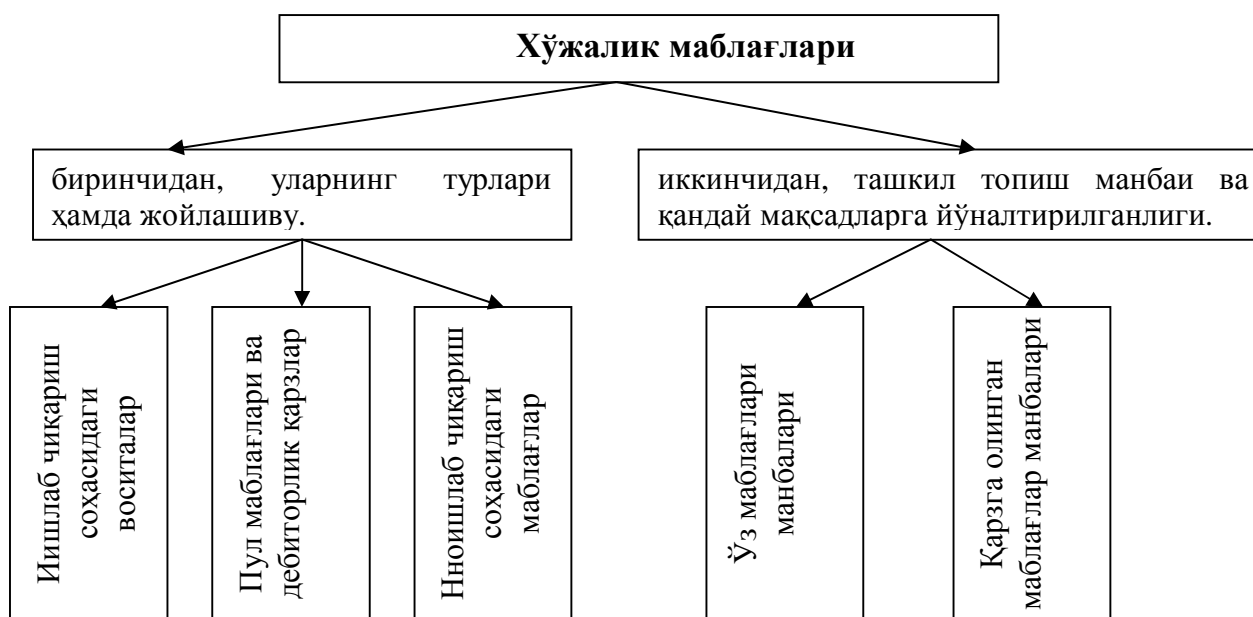 Хўжалик маблағлари
биринчидан, уларнинг турлари
ҳамда жойлашиву.
иккинчидан, ташкил топиш манбаи ва
қандай мақсадларга йўналтирилганлиги.
Иишлаб чиқариш
соҳасидаги
воситалар
Пул маблағлари ва
дебиторлик қарзлар
Нноишлаб чиқариш
соҳасидаги
маблағлар
Ўз маблағлари
манбалари
Қарзга олинган
маблағлар манбалари